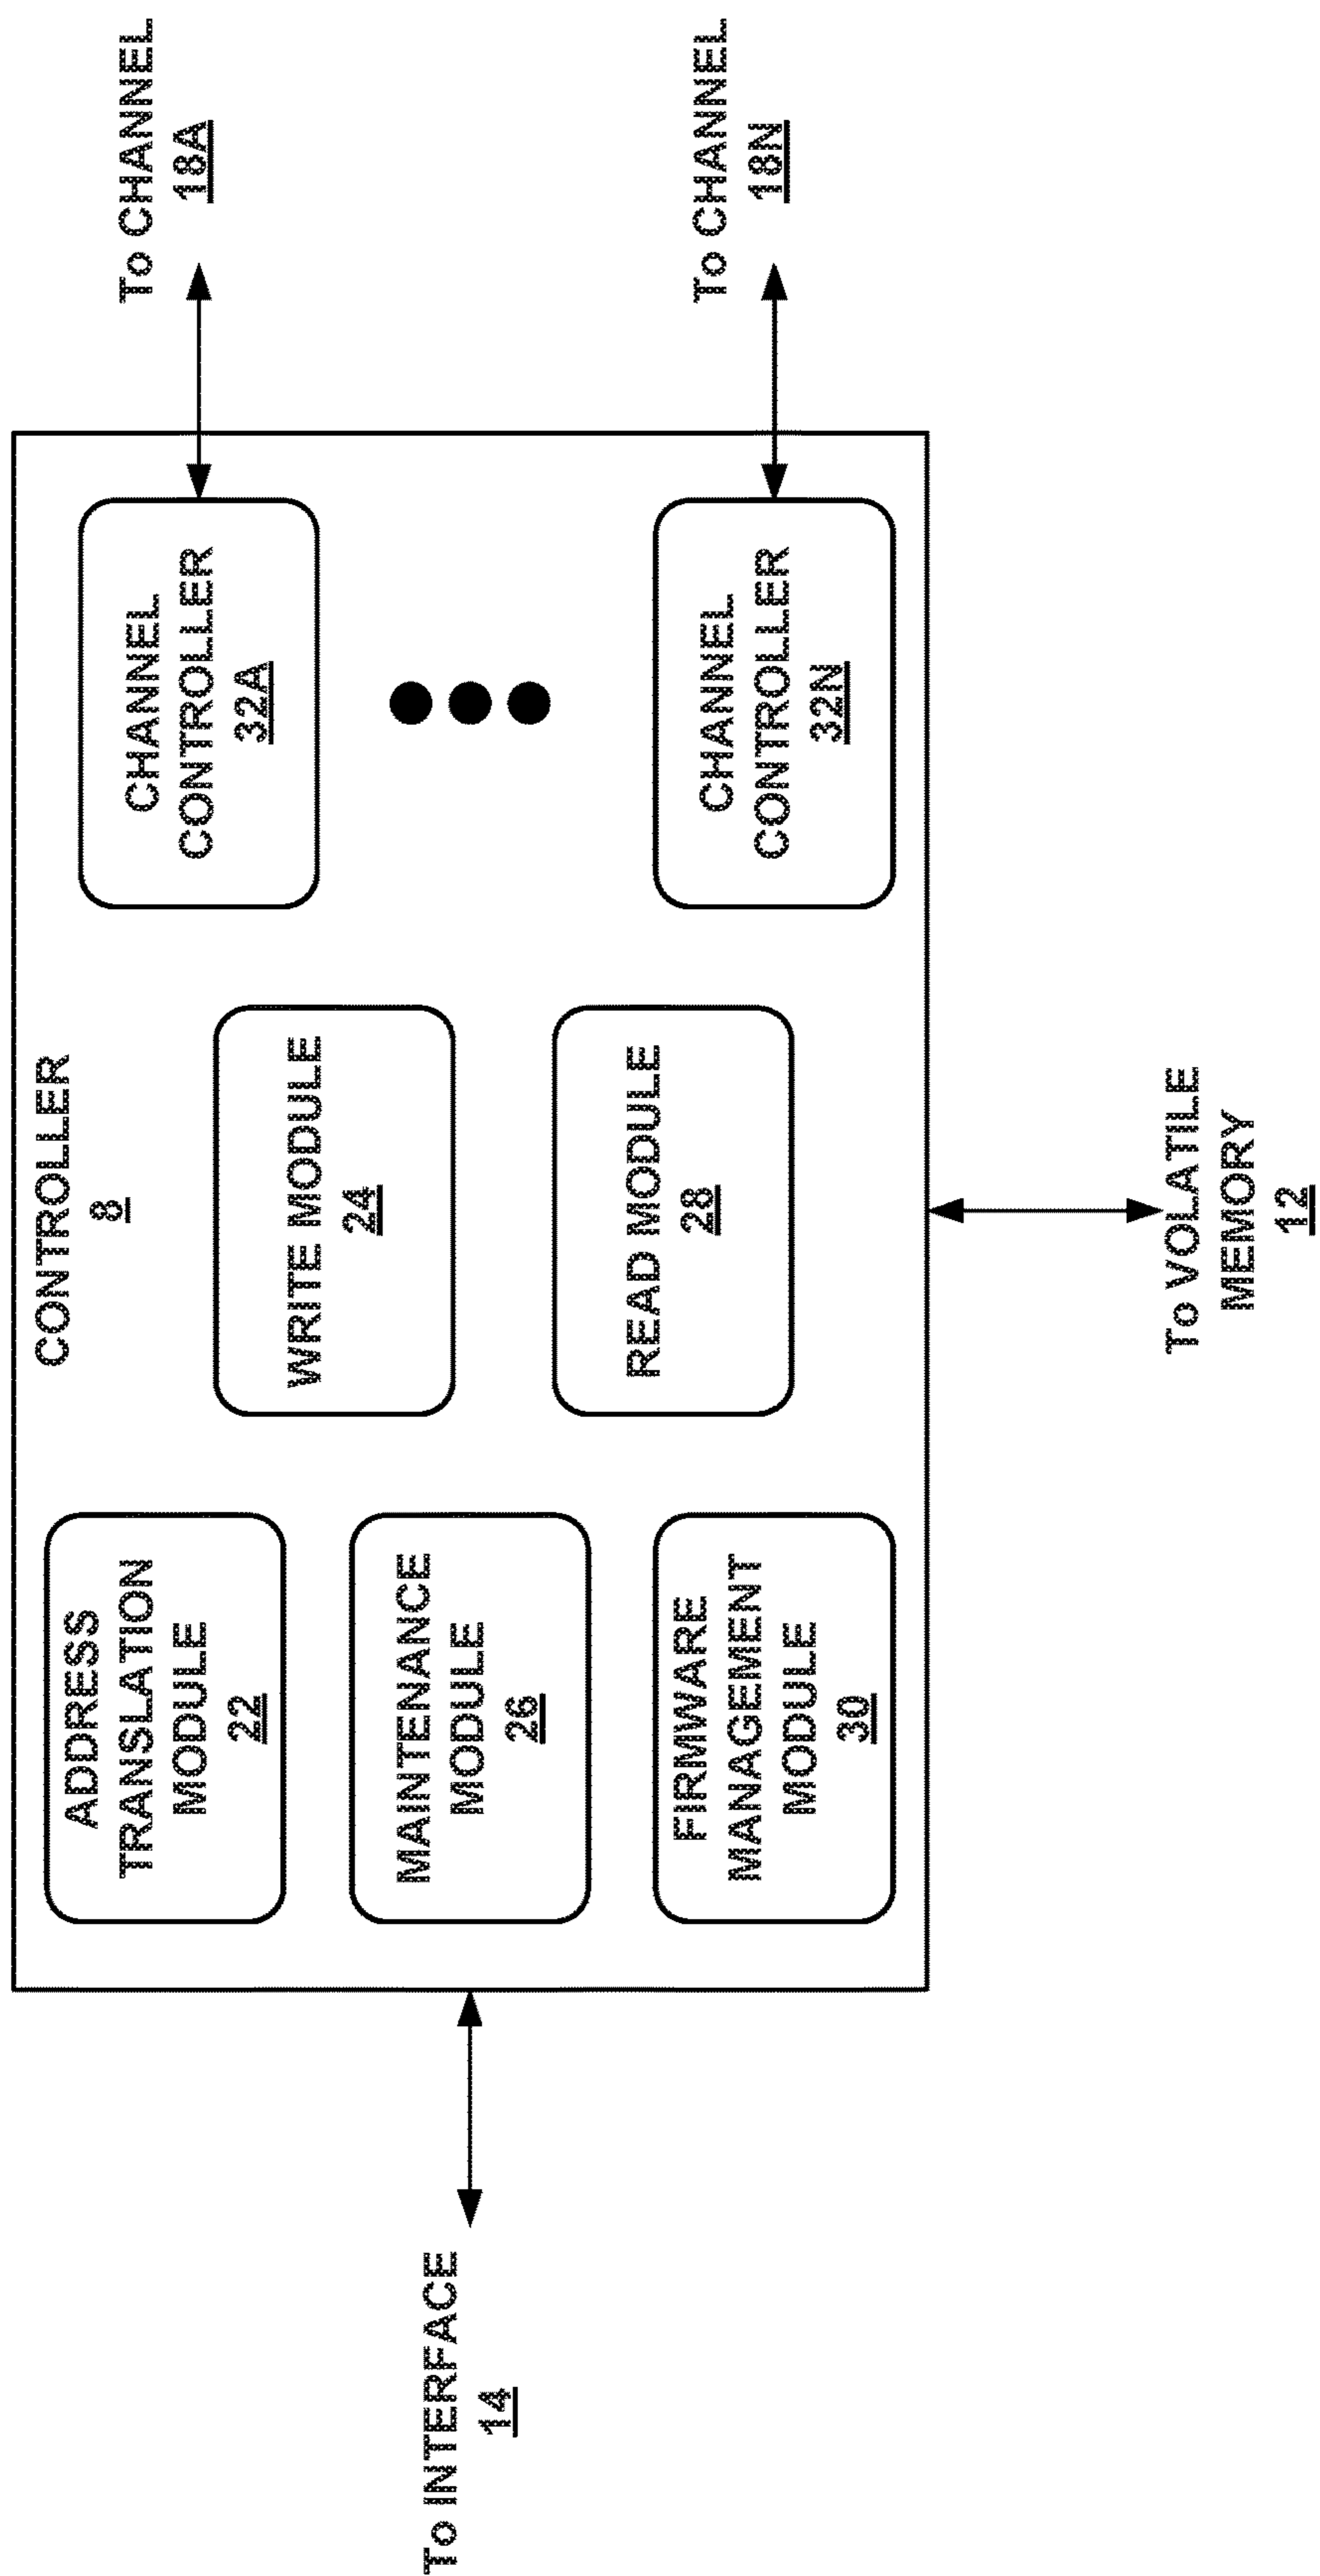 CONTROLLER
8
ADDRESS
TRANSLATION
MODULE
22
MAINTENANCE
MODULE
26
FIRMWARE
MANAGEMENT
MODULE
30
WRITE MODULE
24
READ MODULE
28
CHANNEL
CONTROLLER
32A
CHANNEL
CONTROLLER
32N
To INTERFACE
14
To CHANNEL
18A
To CHANNEL
18N
To VOLATILE
MEMORY
12